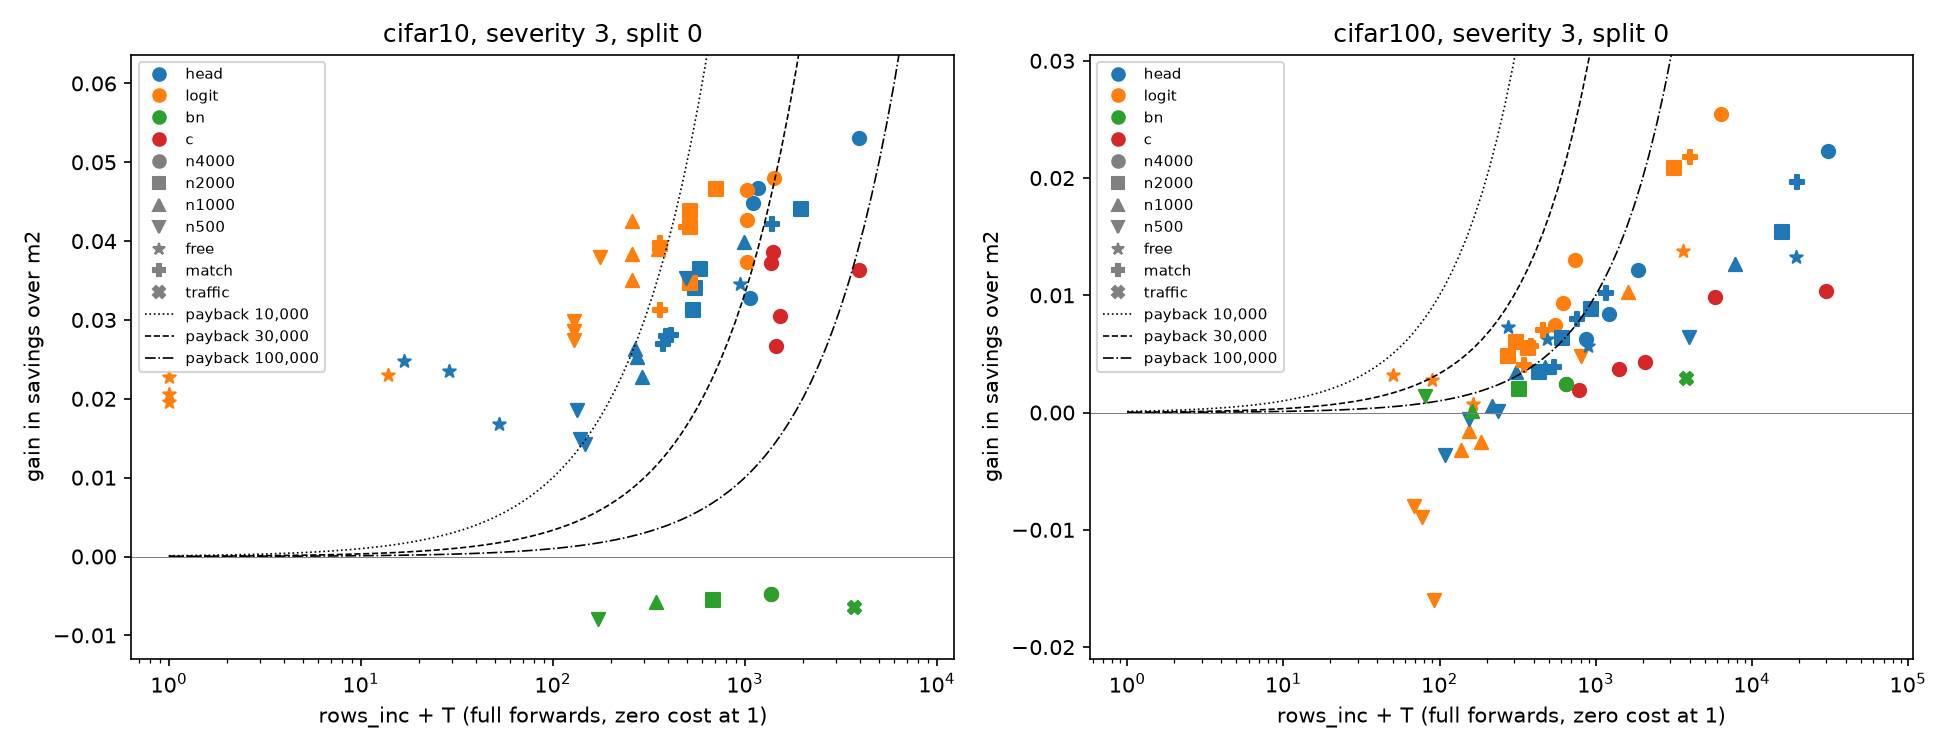 cifar10, severity 3, split 0
gain in savings over m2
0.06
0.05
0.04
0.03
0.02
0.01
0.00
−0.01
head
logit
bn
c
n4000
n2000
n1000
n500
free
match
traffic
payback 10,000
payback 30,000
payback 100,000
10^0
10^1
10^2
10^3
10^4
rows_inc + T (full forwards, zero cost at 1)
cifar100, severity 3, split 0
gain in savings over m2
0.03
0.02
0.01
0.00
−0.01
−0.02
head
logit
bn
c
n4000
n2000
n1000
n500
free
match
traffic
payback 10,000
payback 30,000
payback 100,000
10^0
10^1
10^2
10^3
10^4
10^5
rows_inc + T (full forwards, zero cost at 1)